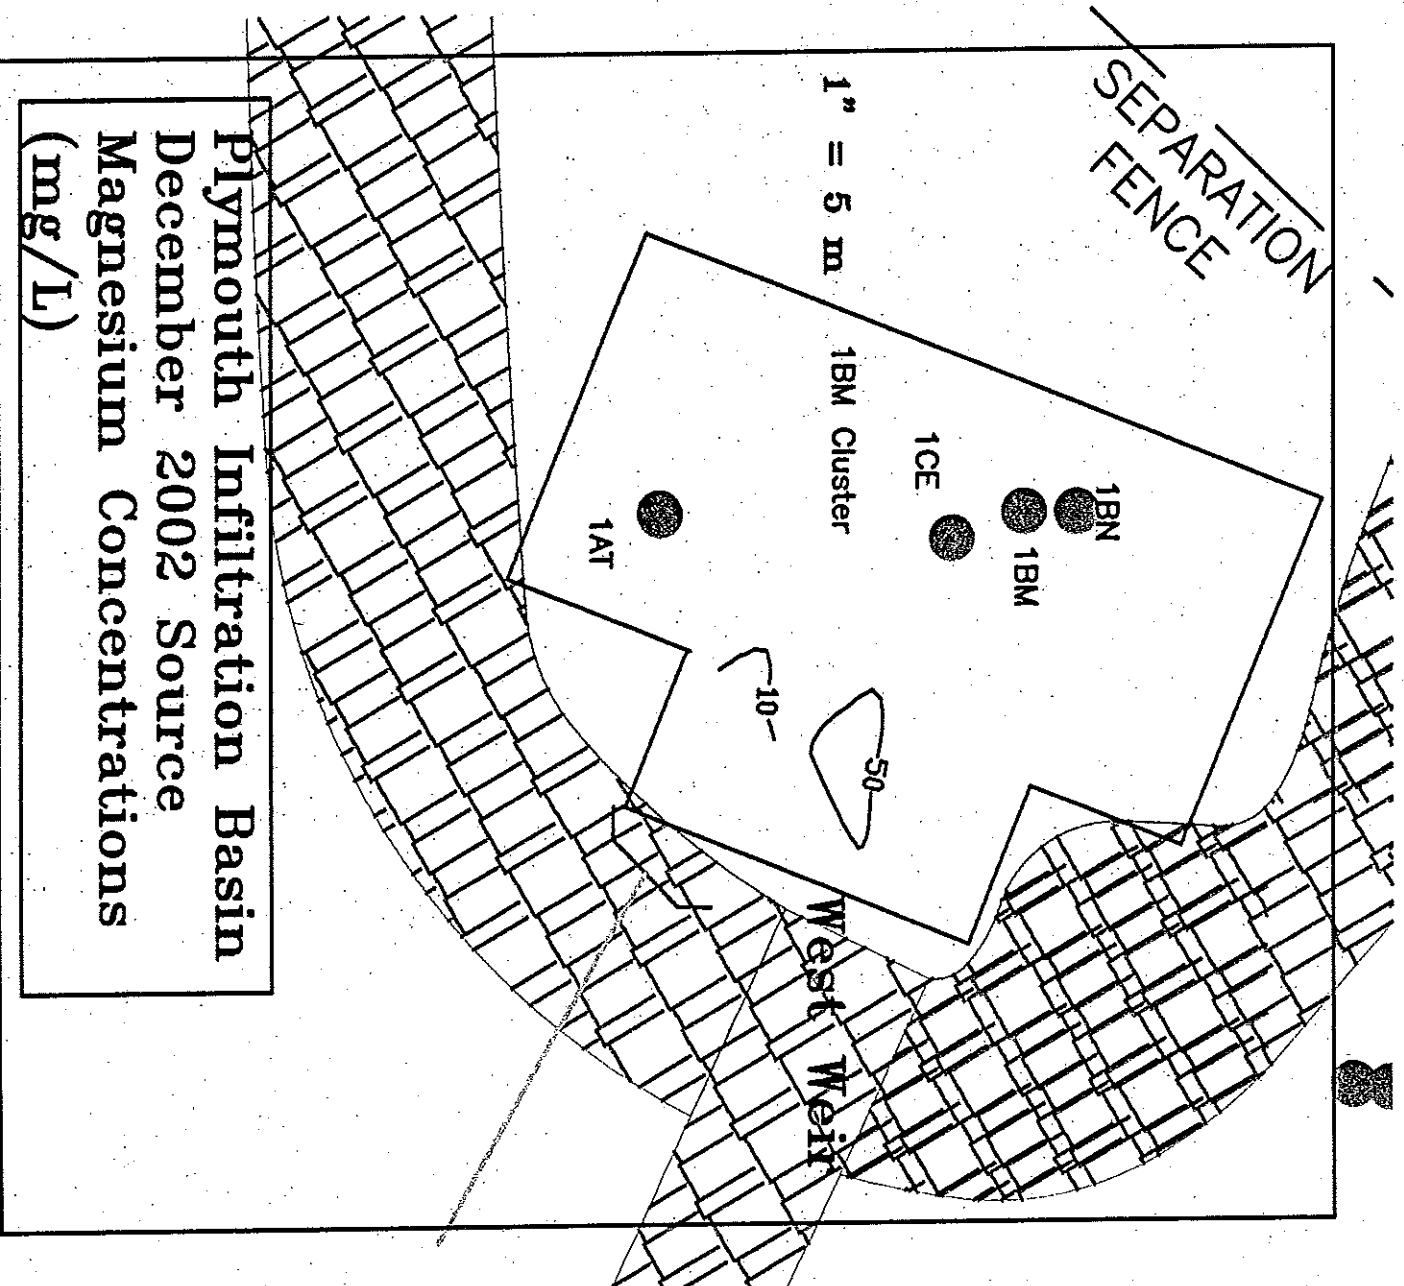 SEPARATION
FENCE
1" = 5 m
1BN
1BM
1CE
1BM Cluster
1AT
10
50
West Weir
Plymouth Infiltration Basin
December 2002 Source
Magnesium Concentrations
(mg/L)